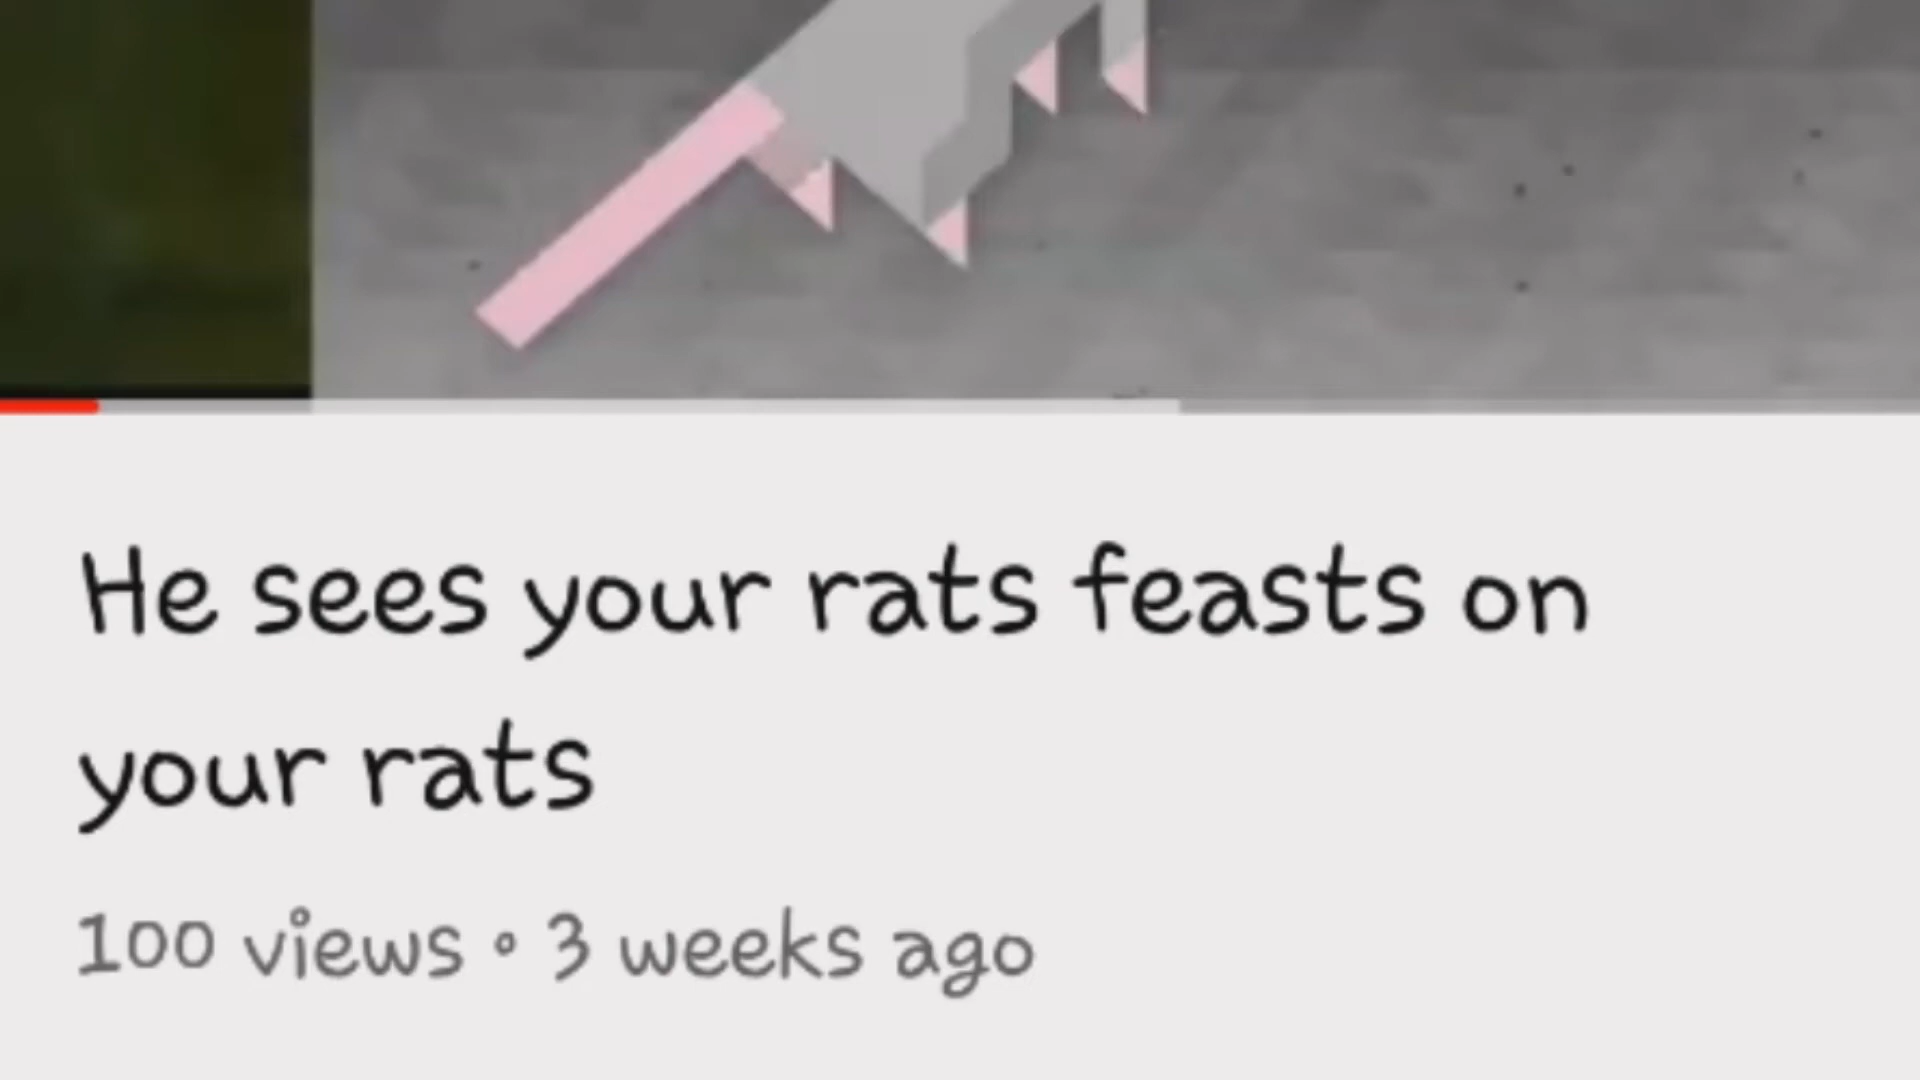 He sees your rats feasts on
your rats
100 views • 3 weeks ago